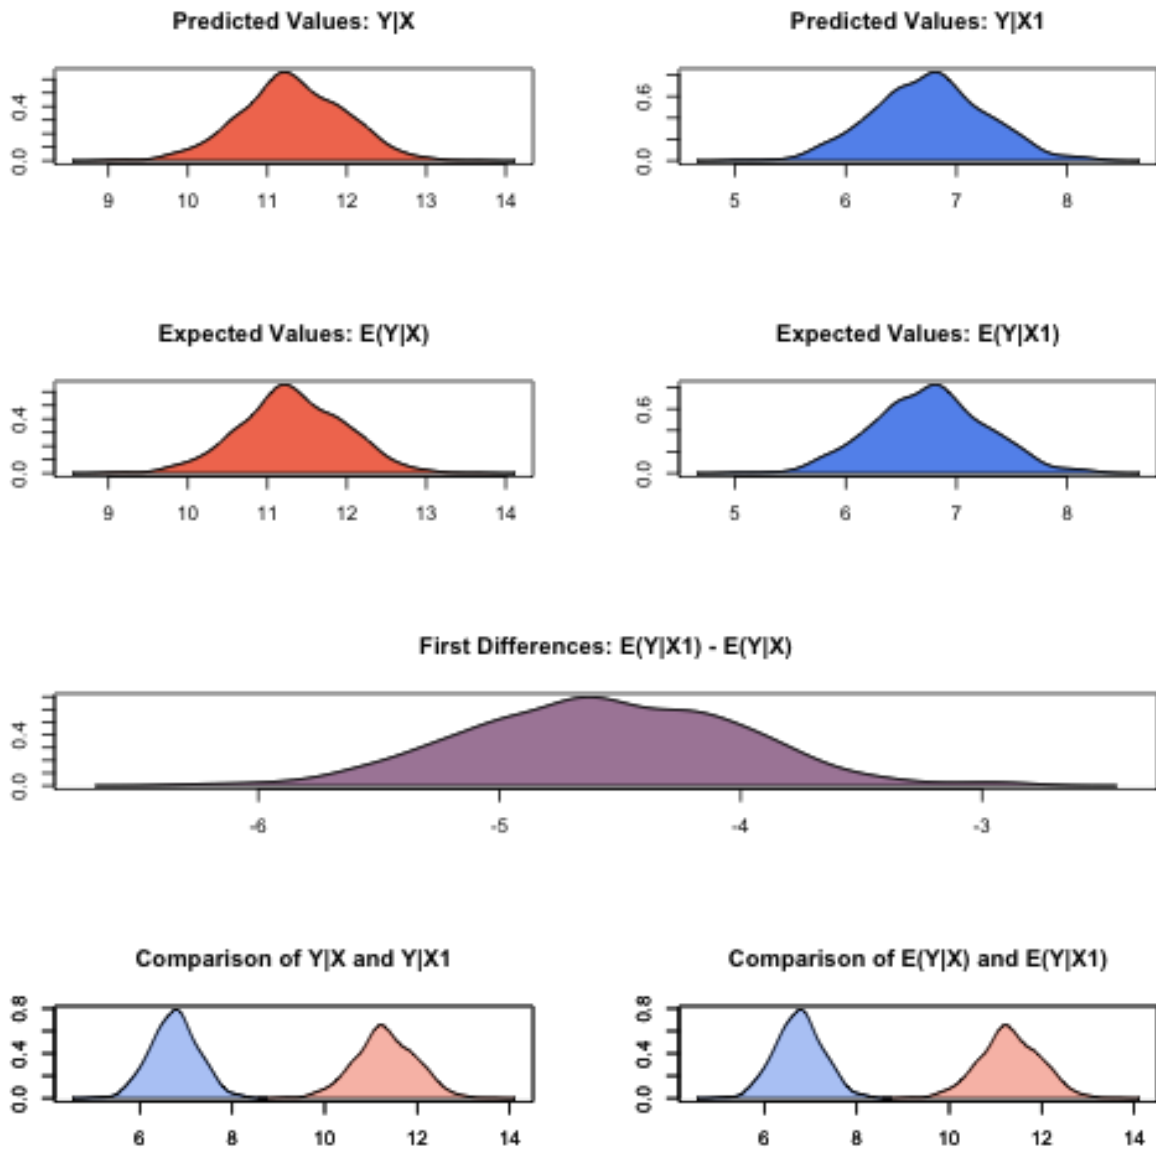 Predicted Values: Y|X
Predicted Values: Y|X1
0.0 0.4
0.0 0.6
9 10 11 12 13 14
5 6 7 8
Expected Values: E(Y|X)
Expected Values: E(Y|X1)
0.0 0.4
0.0 0.6
9 10 11 12 13 14
5 6 7 8
First Differences: E(Y|X1) - E(Y|X)
0.0 0.4
-6 -5 -4 -3
Comparison of Y|X and Y|X1
Comparison of E(Y|X) and E(Y|X1)
0.0 0.4 0.8
0.0 0.4 0.8
6 8 10 12 14
6 8 10 12 14